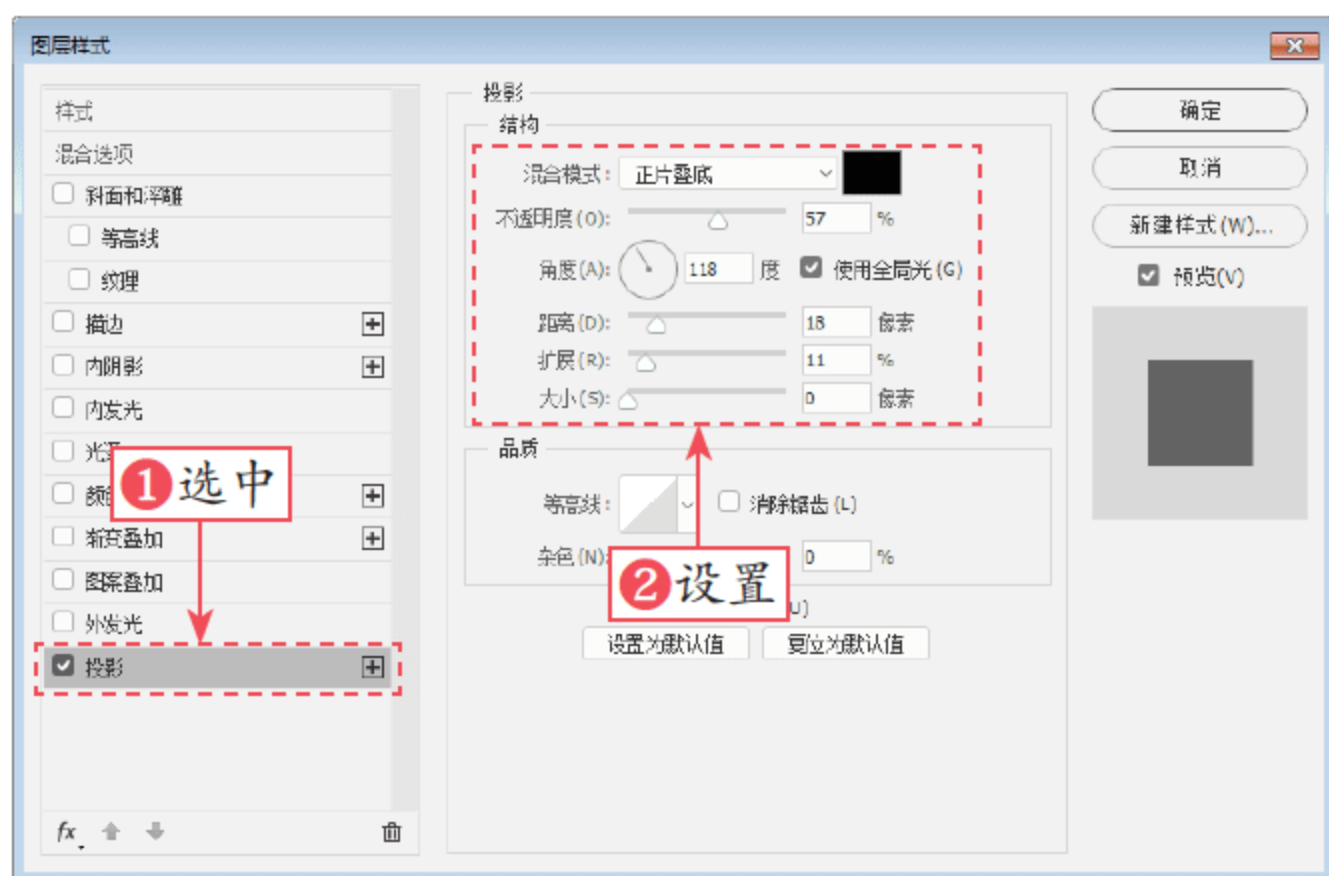 图层样式
样式
混合选项
斜面和浮雕
等高线
纹理
描边
内阴影
内发光
光
颜
渐变叠加
图案叠加
外发光
投影
fx
1选中
投影
结构
混合模式: 正片叠底
不透明度(O): 57 %
角度(A): 118 度 使用全局光(G)
距离(D): 18 像素
扩展(R): 11 %
大小(S): 0 像素
品质
等高线: 消除锯齿(L)
杂色(N): 0 %
2设置
U)
设置为默认值 复位为默认值
确定
取消
新建样式(W)...
预览(V)